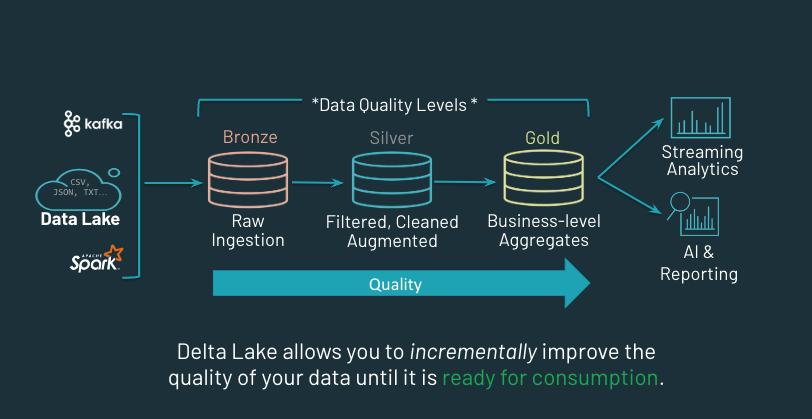 *Data Quality Levels *
kafka
CSV,
JSON, TXT...
Data Lake
APACHE
Spark
Bronze
Raw
Ingestion
Silver
Filtered, Cleaned
Augmented
Gold
Business-level
Aggregates
Streaming
Analytics
AI &
Reporting
Quality
Delta Lake allows you to incrementally improve the
quality of your data until it is ready for consumption.